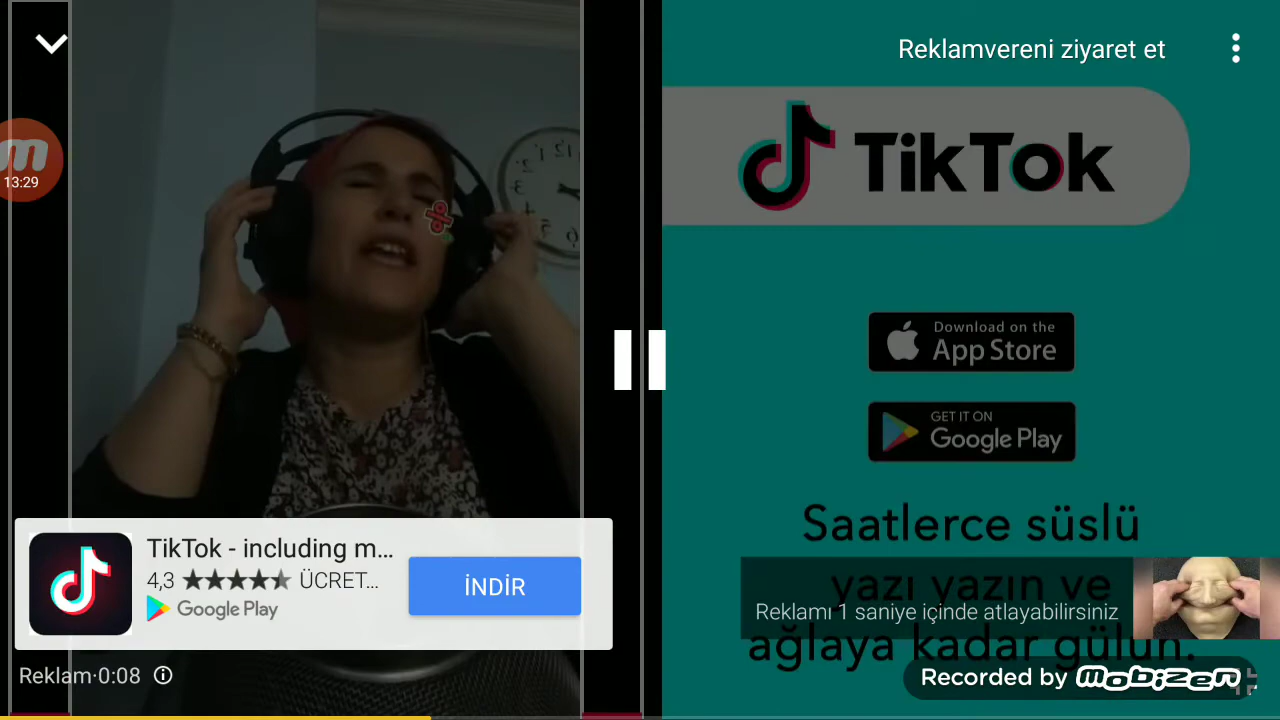 Reklamvereni ziyaret et
13:29
TikTok
Download on the
App Store
GET IT ON
Google Play
Saatlerce süslü
yazı yazın ve
ağlaya kadar gülün.
TikTok - including m...
4,3 ÜCRET...
Google Play
İNDİR
Reklamı 1 saniye içinde atlayabilirsiniz
Reklam·0:08
Recorded by mobizen